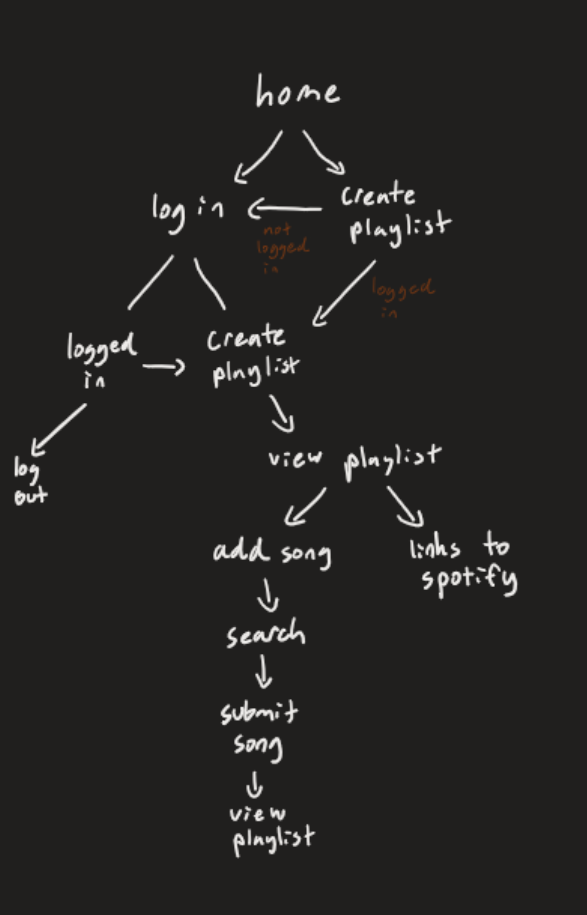 home
log in
create
playlist
not
logged
in
logged
in
logged
in
create
playlist
log
out
view playlist
add song
links to
spotify
search
submit
song
view
playlist